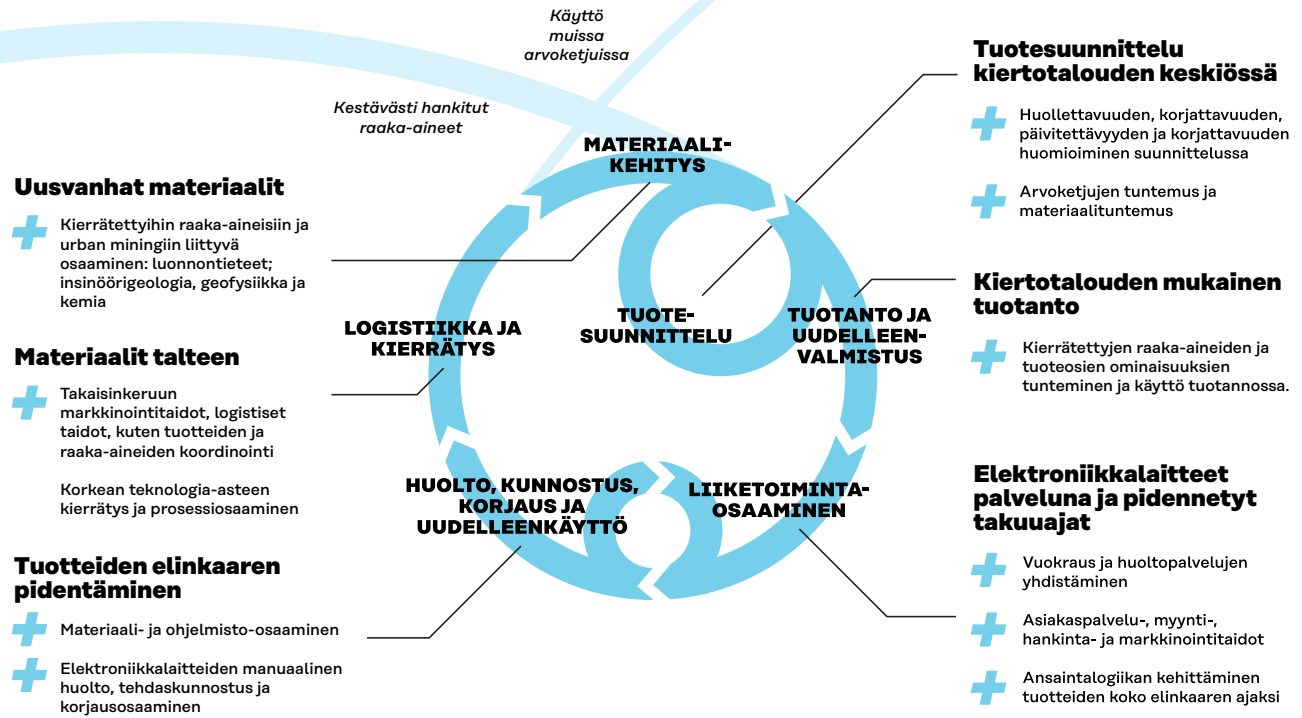 Käyttö
muissa
arvoketjuissa
Kestävästi hankitut
raaka-aineet
MATERIAALI-
KEHITYS
TUOTE-
SUUNNITTELU
TUOTANTO JA
UUDELLEEN-
VALMISTUS
LIIKETOIMINTA-
OSAAMINEN
HUOLTO, KUNNOSTUS,
KORJAUS JA
UUDELLEENKÄYTTÖ
LOGISTIIKKA JA
KIERRÄTYS
Uusvanhat materiaalit
Kierrätettyihin raaka-aineisiin ja
urban miningiin liittyvä
osaaminen: luonnontieteet;
insinöörigeologia, geofysiikka ja
kemia
Materiaalit talteen
Takaisinkeruun
markkinointitaidot, logistiset
taidot, kuten tuotteiden ja
raaka-aineiden koordinointi
Korkean teknologia-asteen
kierrätys ja prosessiosaaminen
Tuotteiden elinkaaren
pidentäminen
Materiaali- ja ohjelmisto-osaaminen
Elektroniikkalaitteiden manuaalinen
huolto, tehdaskunnostus ja
korjausosaaminen
Tuotesuunnittelu
kiertotalouden keskiössä
Huollettavuuden, korjattavuuden,
päivitettävyyden ja korjattavuuden
huomioiminen suunnittelussa
Arvoketjujen tuntemus ja
materiaalituntemus
Kiertotalouden mukainen
tuotanto
Kierrätettyjen raaka-aineiden ja
tuoteosien ominaisuuksien
tunteminen ja käyttö tuotannossa.
Elektroniikkalaitteet
palveluna ja pidennetyt
takuuajat
Vuokraus ja huoltopalvelujen
yhdistäminen
Asiakaspalvelu-, myynti-,
hankinta- ja markkinointitaidot
Ansaintalogiikan kehittäminen
tuotteiden koko elinkaaren ajaksi